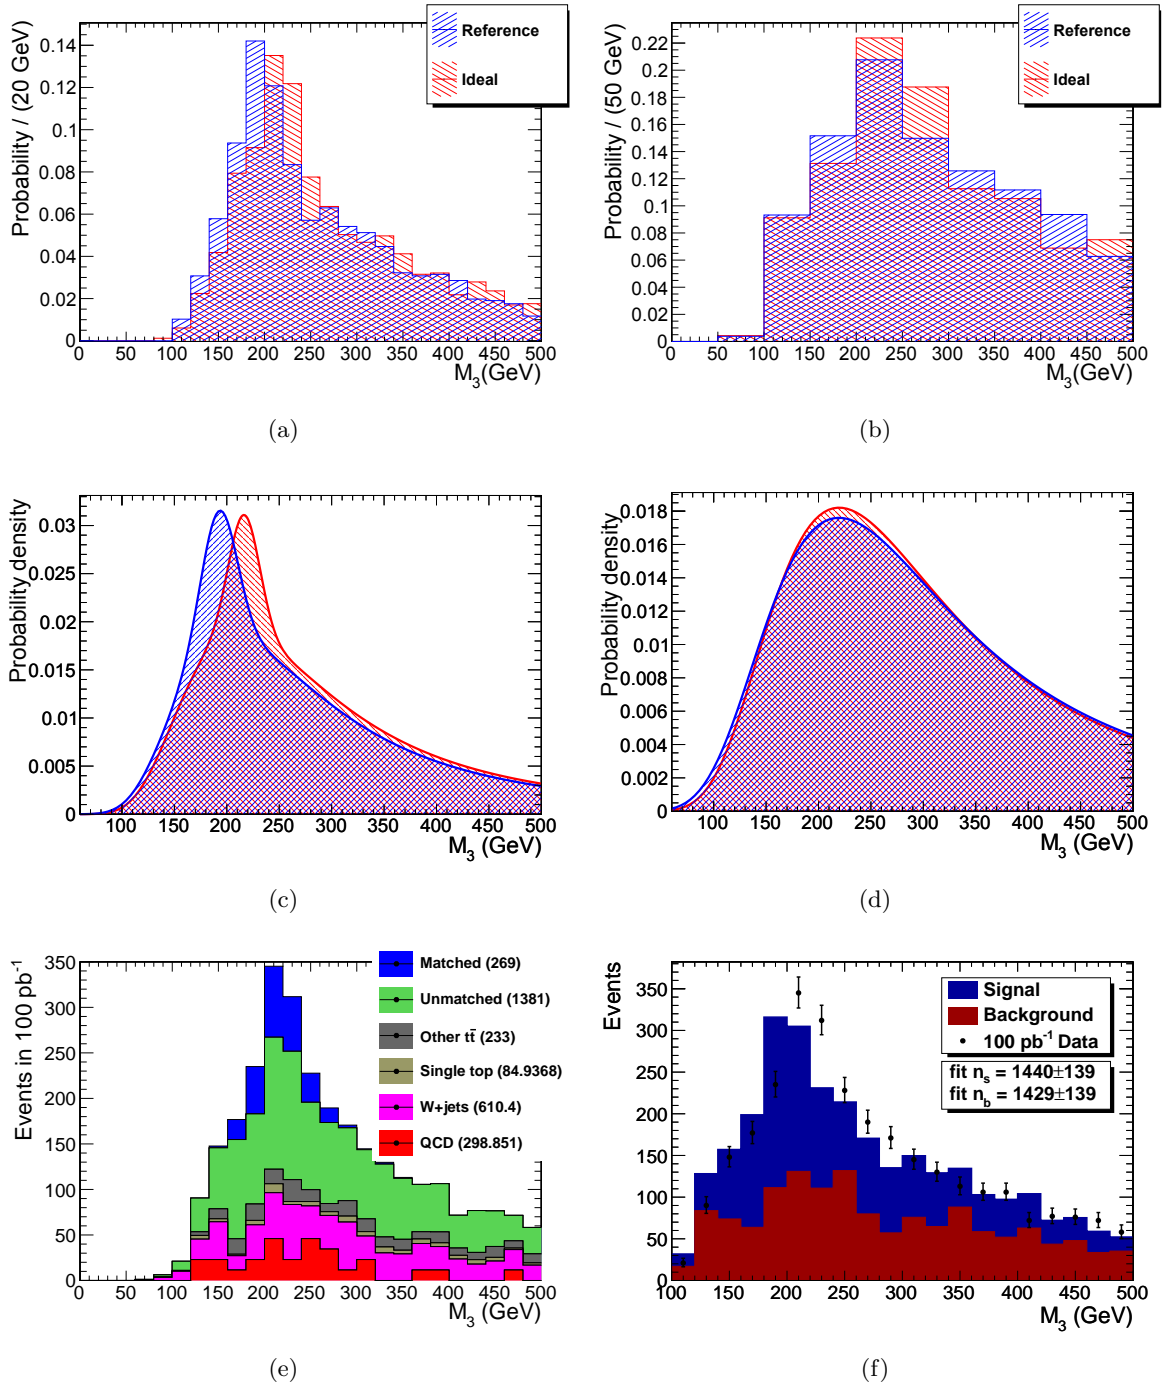 Probability / (20 GeV)
0.14
0.12
0.1
0.08
0.06
0.04
0.02
0
0 50 100 150 200 250 300 350 400 450 500
M3(GeV)
Reference
Ideal
(a)
Probability / (50 GeV)
0.22
0.2
0.18
0.16
0.14
0.12
0.1
0.08
0.06
0.04
0.02
0
0 50 100 150 200 250 300 350 400 450 500
M3(GeV)
Reference
Ideal
(b)
Probability density
0.03
0.025
0.02
0.015
0.01
0.005
0
100 150 200 250 300 350 400 450 500
M3 (GeV)
(c)
Probability density
0.018
0.016
0.014
0.012
0.01
0.008
0.006
0.004
0.002
0
100 150 200 250 300 350 400 450 500
M3 (GeV)
(d)
Events in 100 pb-1
350
300
250
200
150
100
50
0
0 50 100 150 200 250 300 350 400 450 500
M3 (GeV)
Matched (269)
Unmatched (1381)
Other tt̄ (233)
Single top (84.9368)
W+jets (610.4)
QCD (298.851)
(e)
Events
350
300
250
200
150
100
50
0
100 150 200 250 300 350 400 450 500
M3 (GeV)
Signal
Background
100 pb-1 Data
fit ns = 1440±139
fit nb = 1429±139
(f)